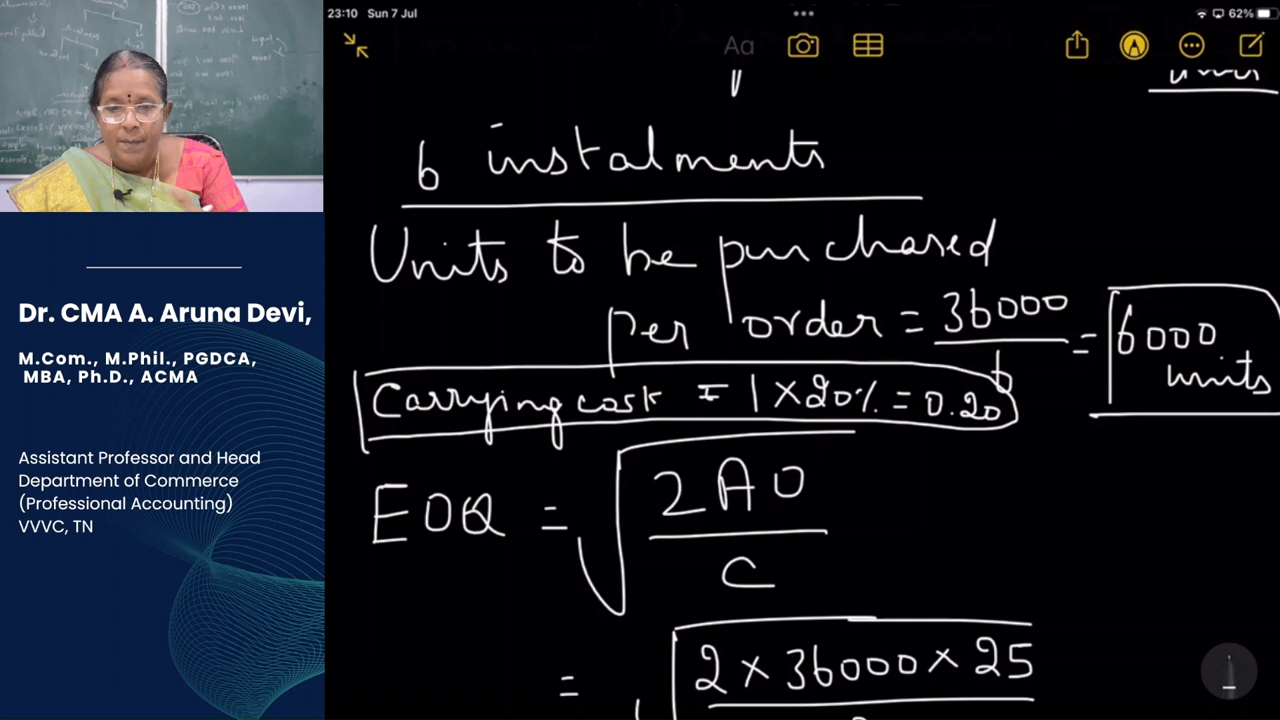 23:10 Sun 7 Jul
62%
Aa
6 instalments
Units to be purchased
per order = 36000 / 6 = 6000 units
Carrying cost = 1 × 20% = 0.20
EOQ = √ 2AO / C
= √ 2 × 36000 × 25
Dr. CMA A. Aruna Devi,
M.Com., M.Phil., PGDCA,
MBA, Ph.D., ACMA
Assistant Professor and Head
Department of Commerce
(Professional Accounting)
VVVC, TN